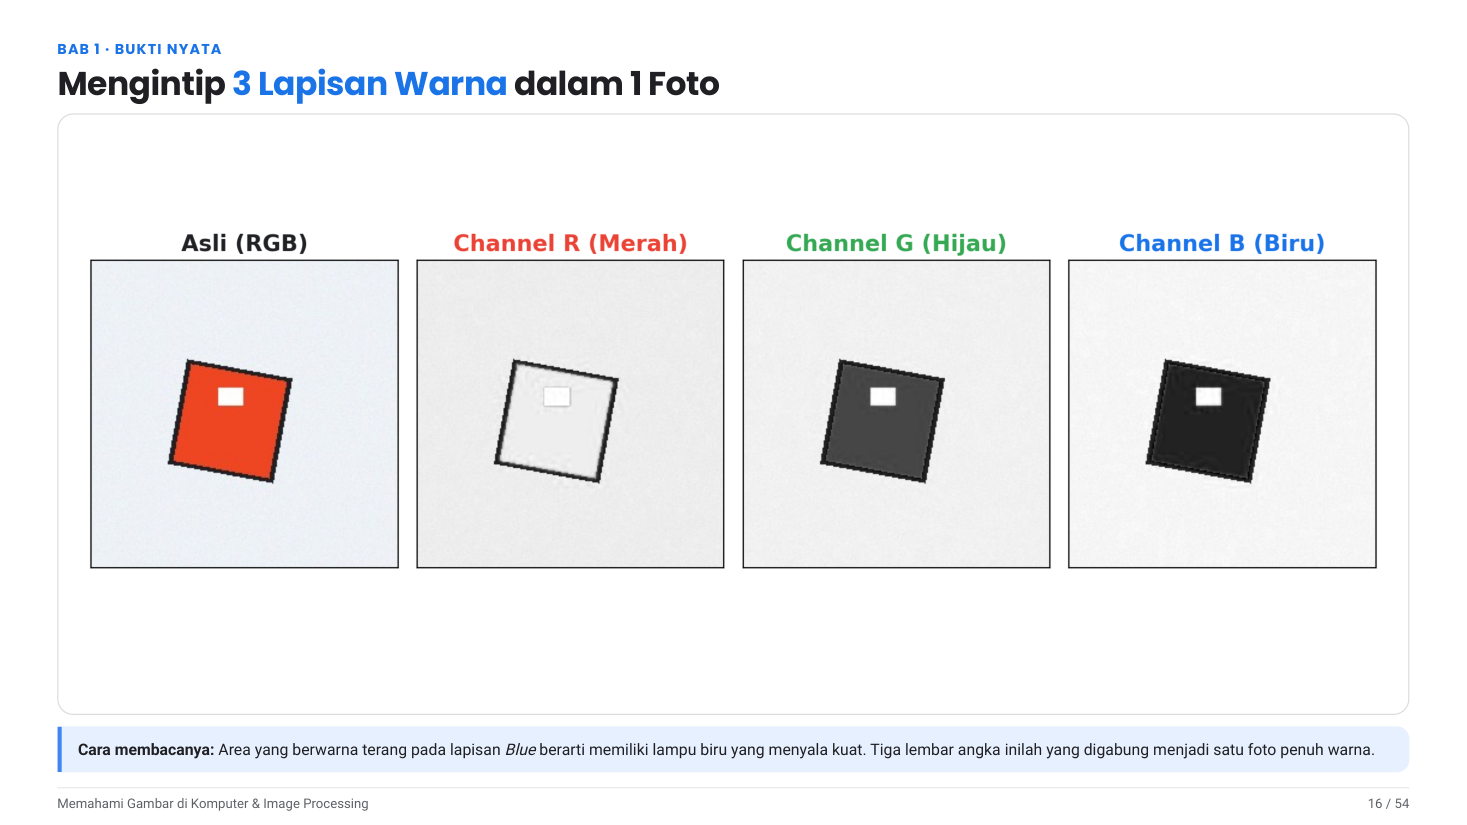 BAB 1 · BUKTI NYATA
Mengintip 3 Lapisan Warna dalam 1 Foto
Asli (RGB)
Channel R (Merah)
Channel G (Hijau)
Channel B (Biru)
Cara membacanya: Area yang berwarna terang pada lapisan Blue berarti memiliki lampu biru yang menyala kuat. Tiga lembar angka inilah yang digabung menjadi satu foto penuh warna.
Memahami Gambar di Komputer & Image Processing
16 / 54